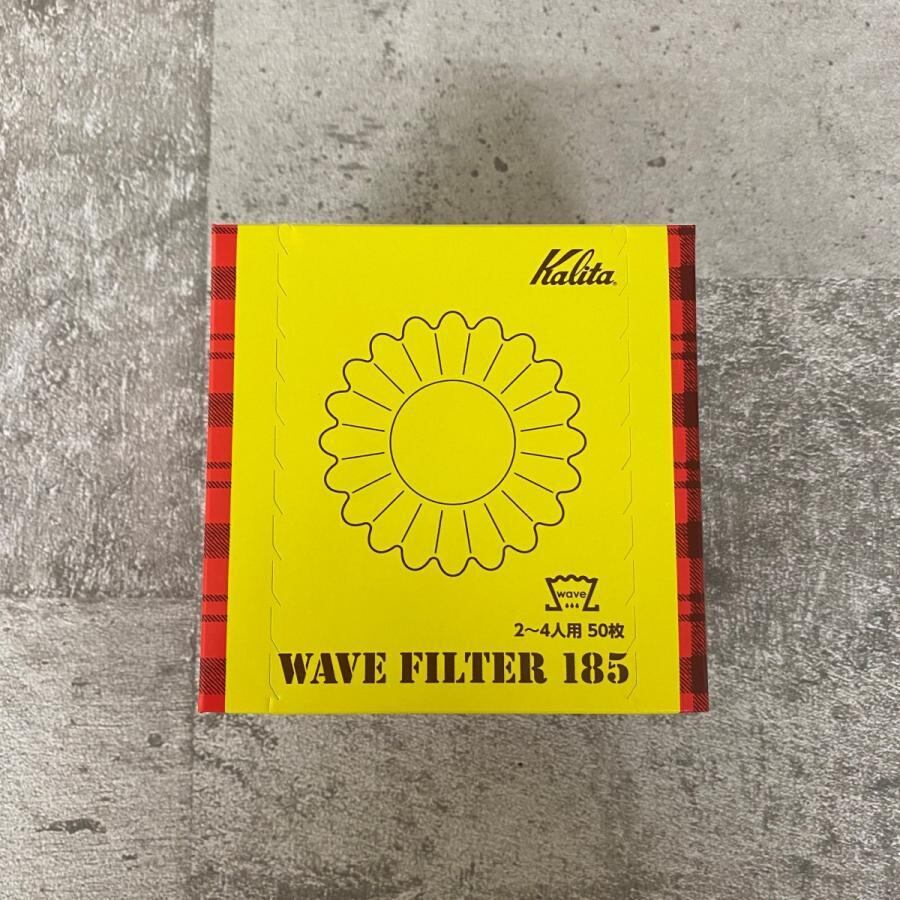 Kalita
wave
2〜4人用 50枚
WAVE FILTER 185